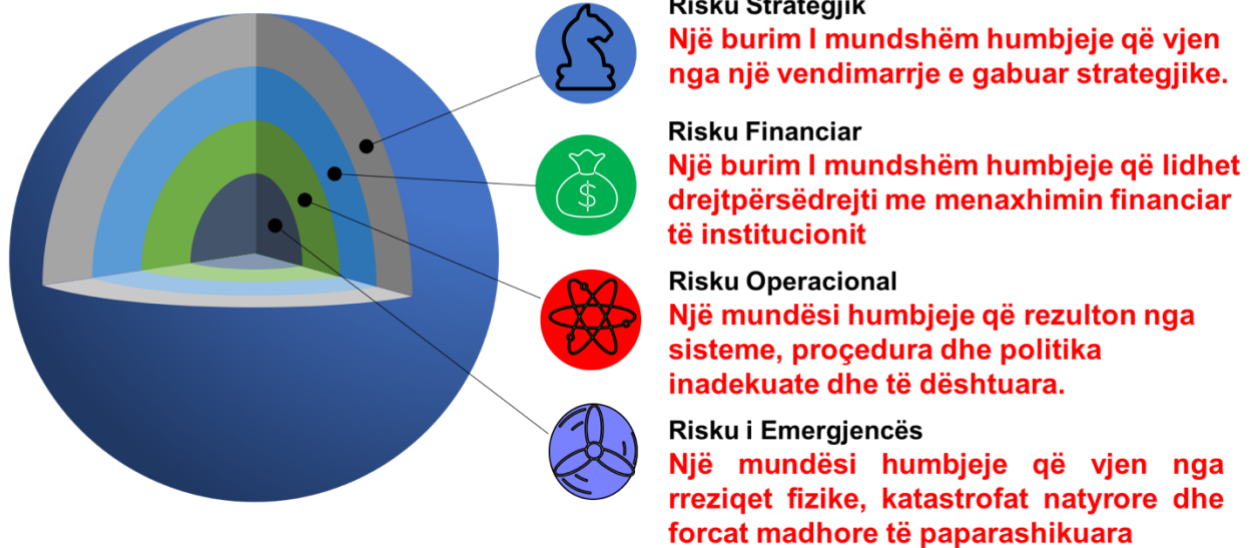 Risku Strategjik
Një burim I mundshëm humbjeje që vjen
nga një vendimarrje e gabuar strategjike.
Risku Financiar
Një burim I mundshëm humbjeje që lidhet
drejtpërsëdrejti me menaxhimin financiar
të institucionit
$
Risku Operacional
Një mundësi humbjeje që rezulton nga
sisteme, proçedura dhe politika
inadekuate dhe të dështuara.
Risku i Emergjencës
Një mundësi humbjeje që vjen nga
rreziqet fizike, katastrofat natyrore dhe
forcat madhore të paparashikuara